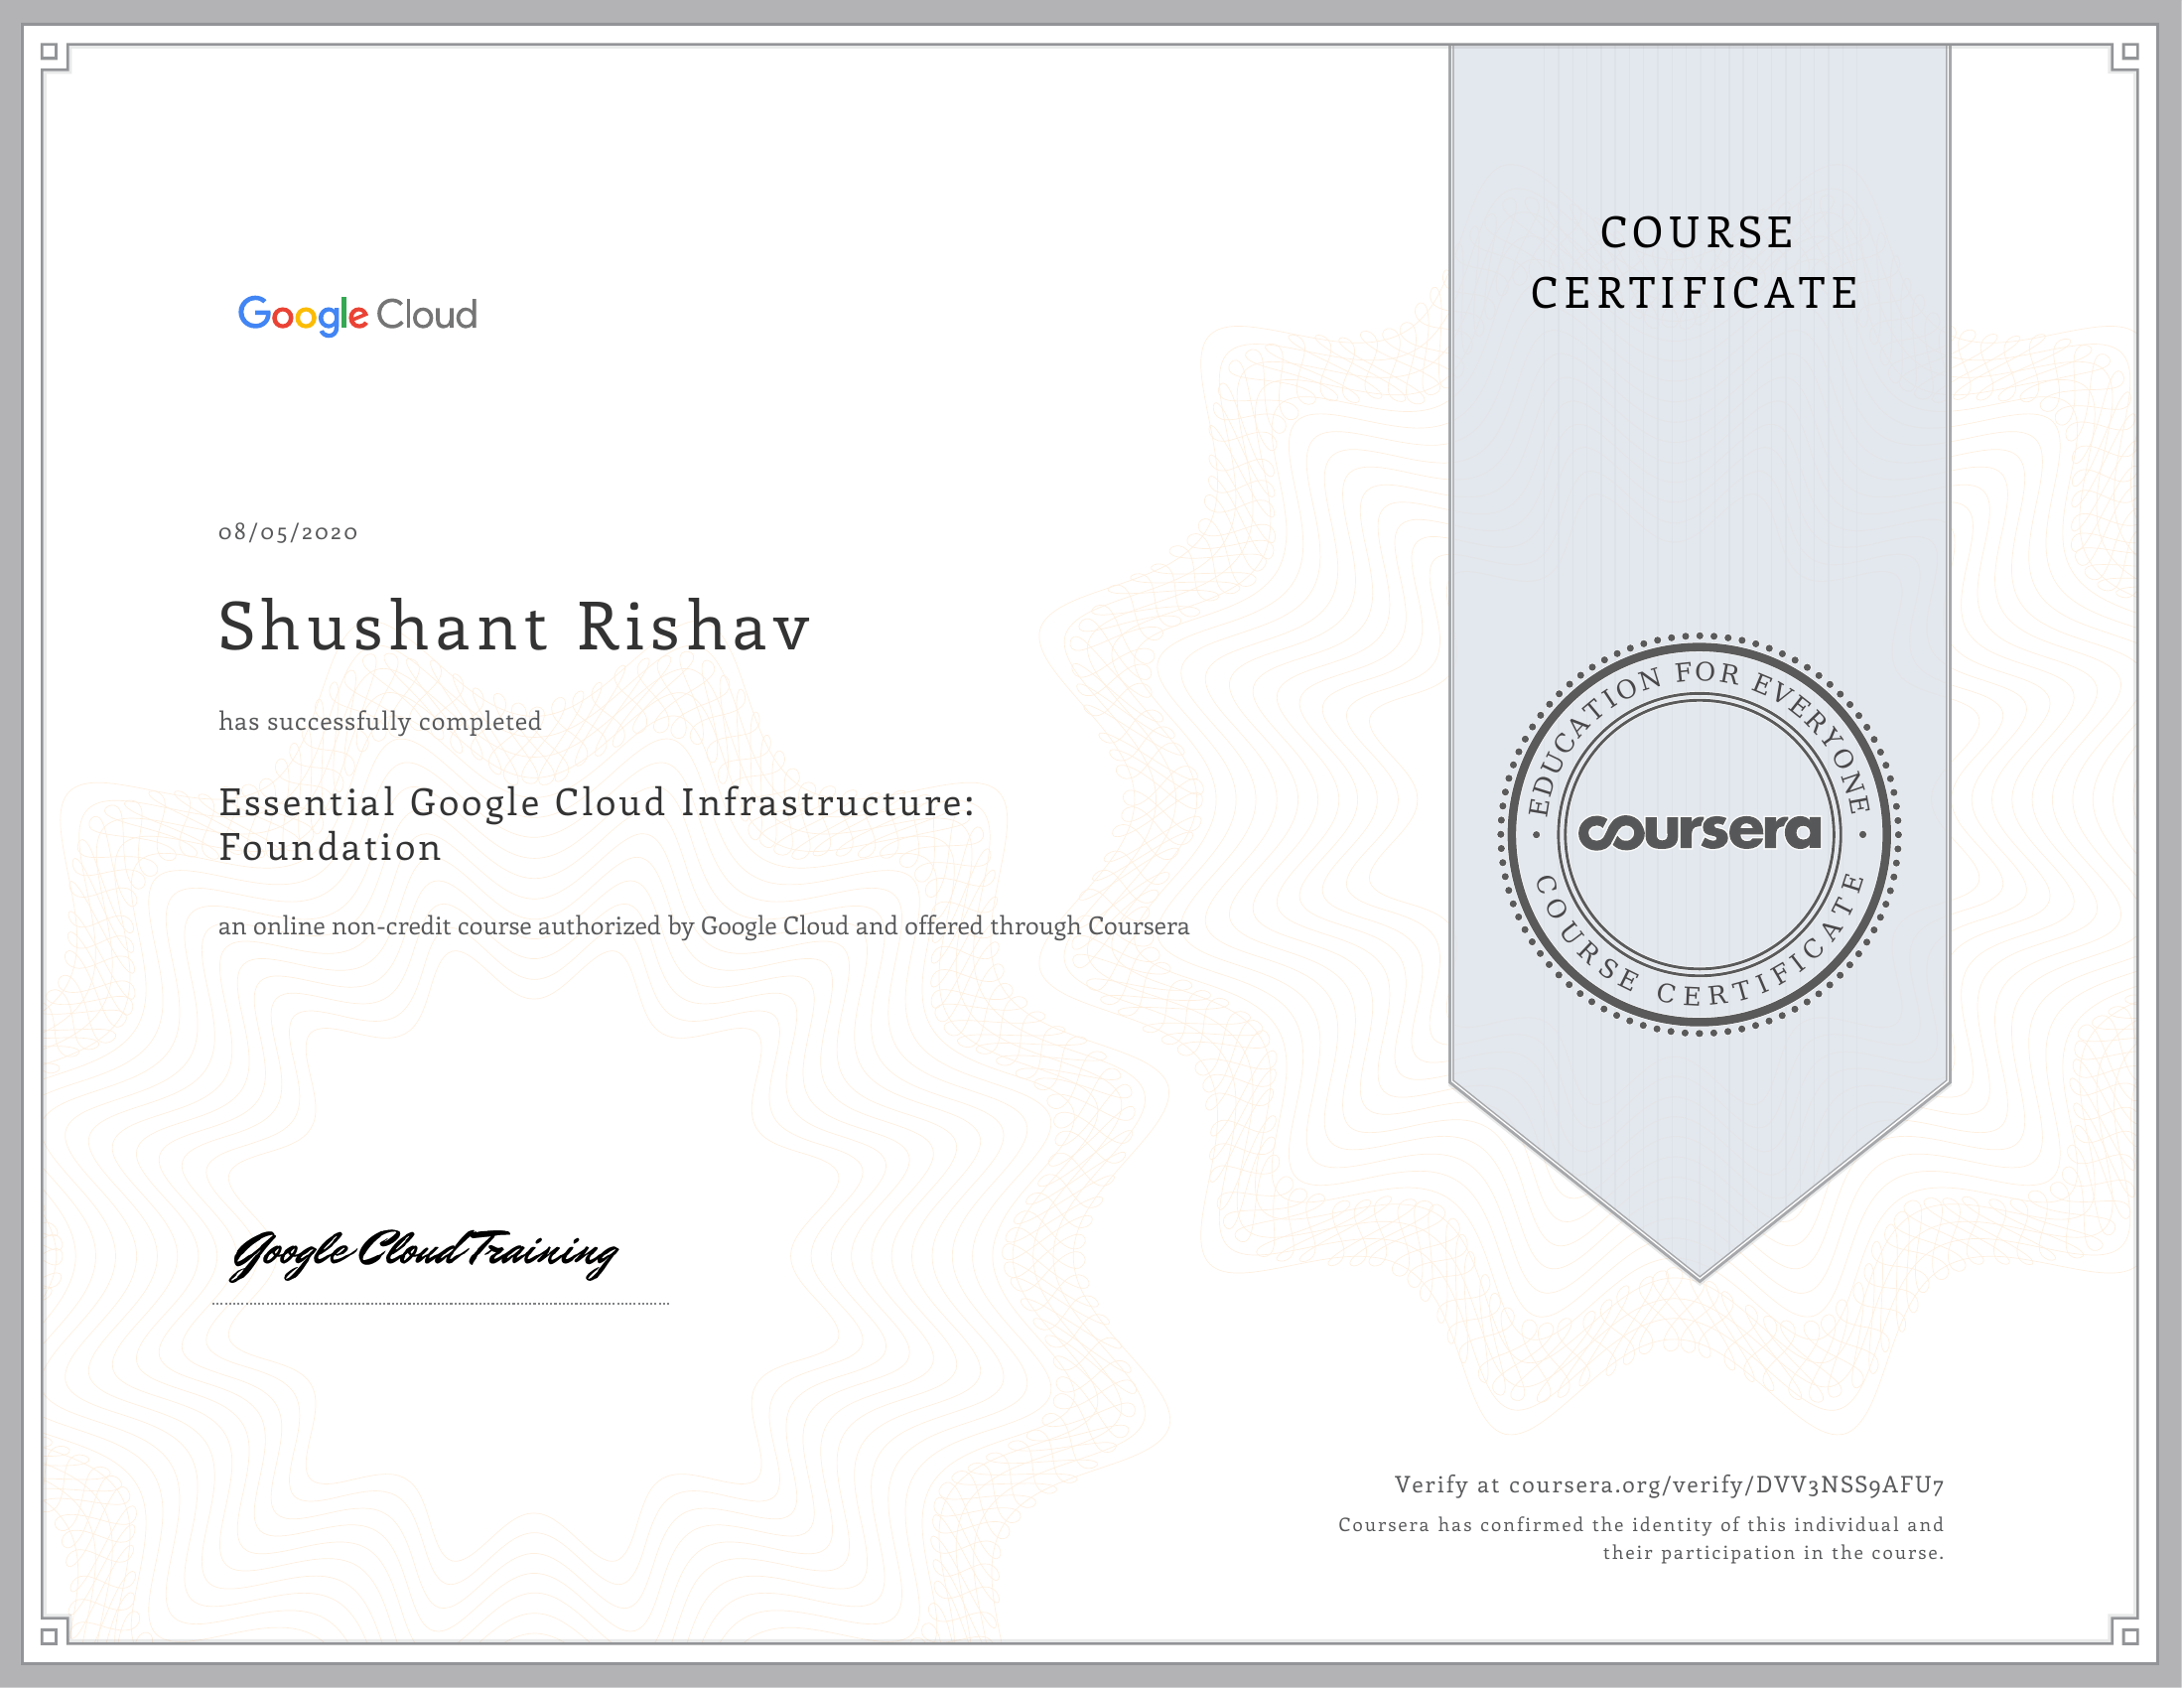 Google Cloud
COURSE
CERTIFICATE
08/05/2020
Shushant Rishav
has successfully completed
Essential Google Cloud Infrastructure:
Foundation
an online non-credit course authorized by Google Cloud and offered through Coursera
EDUCATION FOR EVERYONE
coursera
COURSE CERTIFICATE
Google Cloud Training
Verify at coursera.org/verify/DVV3NSS9AFU7
Coursera has confirmed the identity of this individual and
their participation in the course.